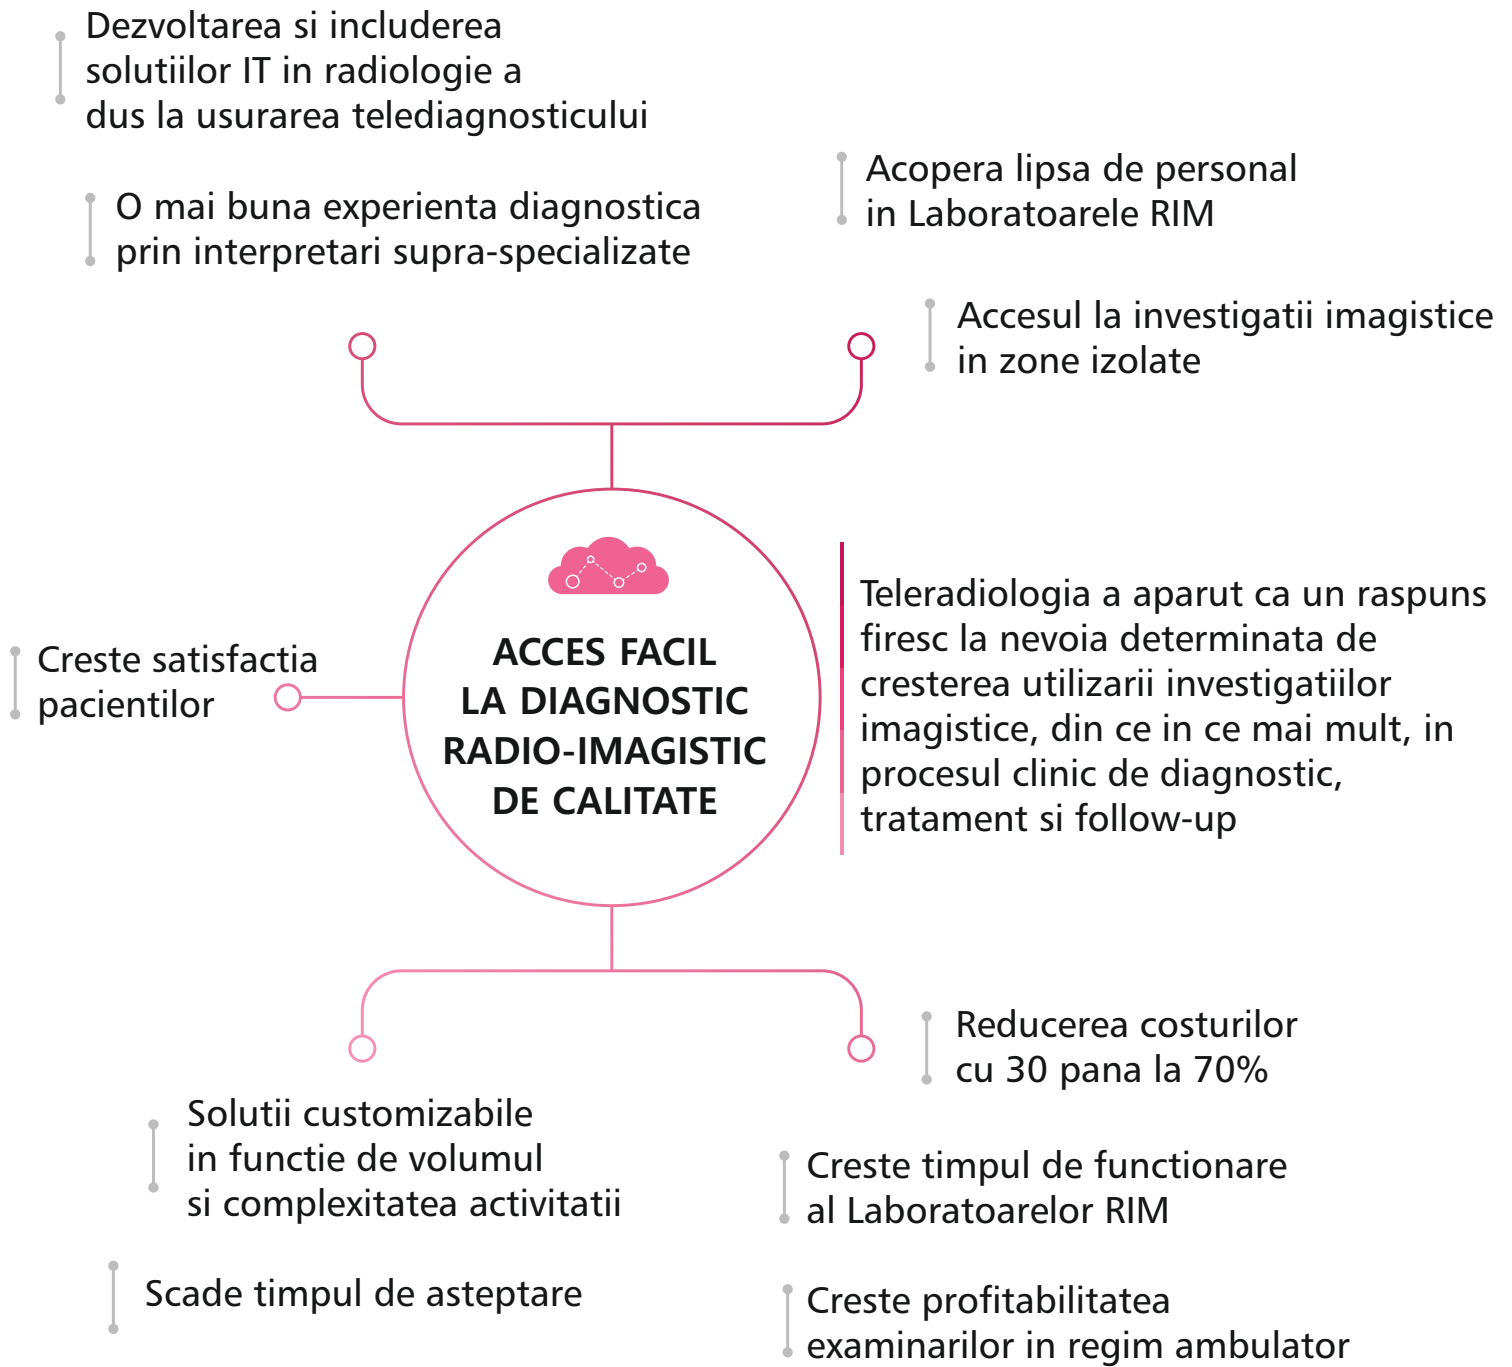 Dezvoltarea si includerea
solutiilor IT in radiologie a
dus la usurarea telediagnosticului
O mai buna experienta diagnostica
prin interpretari supra-specializate
Acopera lipsa de personal
in Laboratoarele RIM
Accesul la investigatii imagistice
in zone izolate
Creste satisfactia
pacientilor
ACCES FACIL
LA DIAGNOSTIC
RADIO-IMAGISTIC
DE CALITATE
Teleradiologia a aparut ca un raspuns
firesc la nevoia determinata de
cresterea utilizarii investigatiilor
imagistice, din ce in ce mai mult, in
procesul clinic de diagnostic,
tratament si follow-up
Solutii customizabile
in functie de volumul
si complexitatea activitatii
Scade timpul de asteptare
Reducerea costurilor
cu 30 pana la 70%
Creste timpul de functionare
al Laboratoarelor RIM
Creste profitabilitatea
examinarilor in regim ambulator